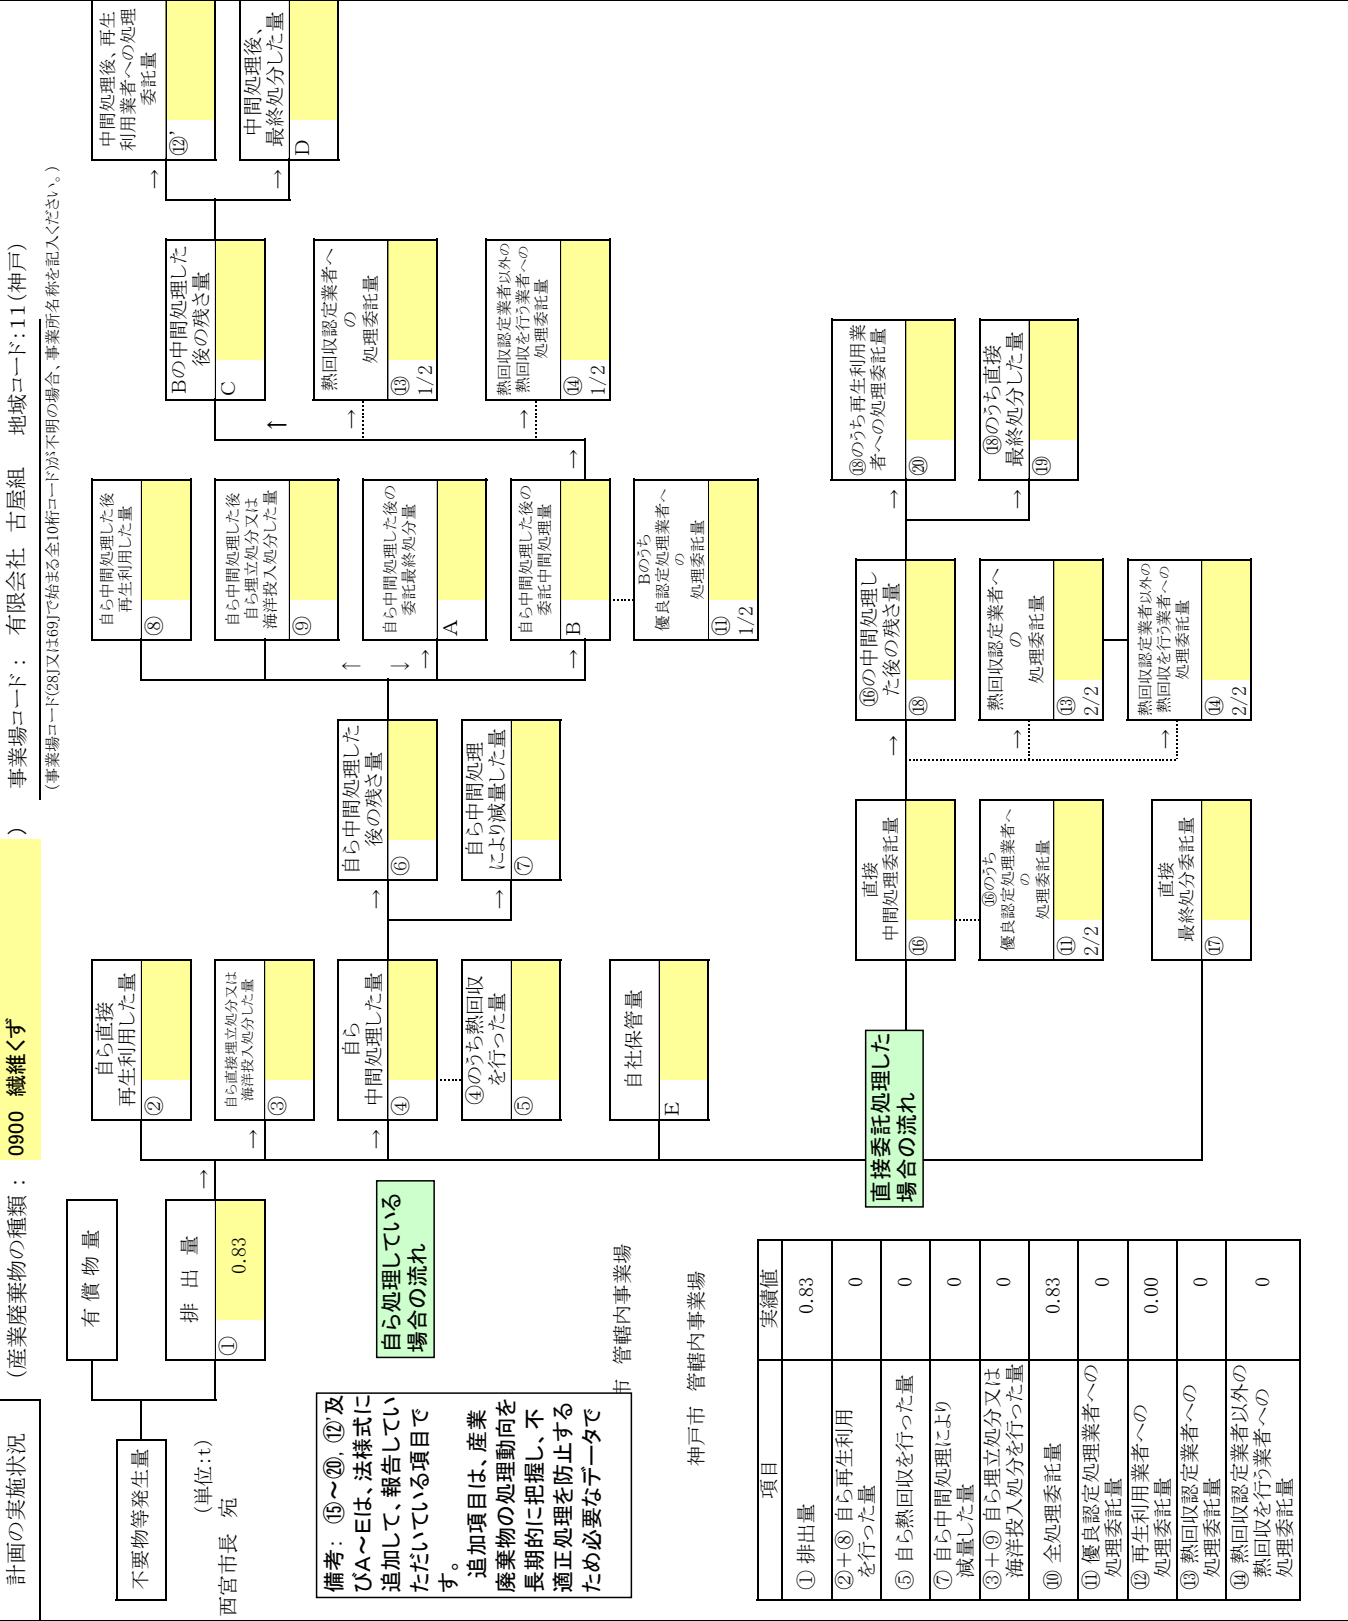 計画の実施状況
(産業廃棄物の種類： 0900 繊維くず )
事業場コード： 有限会社 古屋組 地域コード：11(神戸)
(事業場コード(28J又は69Jで始まる全10桁コード)が不明の場合、事業所名称を記入ください。)
不要物等発生量
(単位：t)
西宮市長 宛
有 償 物 量
排 出 量
① 0.83
→
自ら直接
再生利用した量
②
→
自ら直接埋立処分又は
海洋投入処分した量
③
→
自ら
中間処理した量
④
④のうち熱回収
を行った量
⑤
自社保管量
E
→
自ら中間処理した
後の残さ量
⑥
→
自ら中間処理
により減量した量
⑦
自ら中間処理した後
再生利用した量
⑧
自ら中間処理した後
自ら埋立処分又は
海洋投入処分した量
⑨
↑
↓
→
自ら中間処理した後の
委託最終処分量
A
→
自ら中間処理した後の
委託中間処理量
B
Bのうち
優良認定処理業者へ
の
処理委託量
⑪
1/2
→
↑
Bの中間処理した
後の残さ量
C
→
熱回収認定業者へ
の
処理委託量
⑬
1/2
→
熱回収認定業者以外の
熱回収を行う業者への
処理委託量
⑭
1/2
→
中間処理後、再生
利用業者への処理
委託量
⑫’
→
中間処理後、
最終処分した量
D
自ら処理している
場合の流れ
直接委託処理した
場合の流れ
直接
中間処理委託量
⑯
⑯のうち
優良認定処理業者へ
の
処理委託量
⑪
2/2
直接
最終処分委託量
⑰
→
⑯の中間処理し
た後の残さ量
⑱
→
熱回収認定業者へ
の
処理委託量
⑬
2/2
→
熱回収認定業者以外の
熱回収を行う業者への
処理委託量
⑭
2/2
→
⑱のうち再生利用業
者への処理委託量
⑳
→
⑱のうち直接
最終処分した量
⑲
備考： ⑮～⑳，⑫’及
びA～Eは、法様式に
追加して、報告してい
ただいている項目で
す。
追加項目は、産業
廃棄物の処理動向を
長期的に把握し、不
適正処理を防止する
ため必要なデータで
市 管轄内事業場
神戸市 管轄内事業場
項目 実績値
① 排出量 0.83
②＋⑧ 自ら再生利用
を行った量 0
⑤ 自ら熱回収を行った量 0
⑦ 自ら中間処理により
減量した量 0
③＋⑨ 自ら埋立処分又は
海洋投入処分を行った量 0
⑩ 全処理委託量 0.83
⑪ 優良認定処理業者への
処理委託量 0
⑫ 再生利用業者への
処理委託量 0.00
⑬ 熱回収認定業者への
処理委託量 0
⑭ 熱回収認定業者以外の
熱回収を行う業者への
処理委託量 0